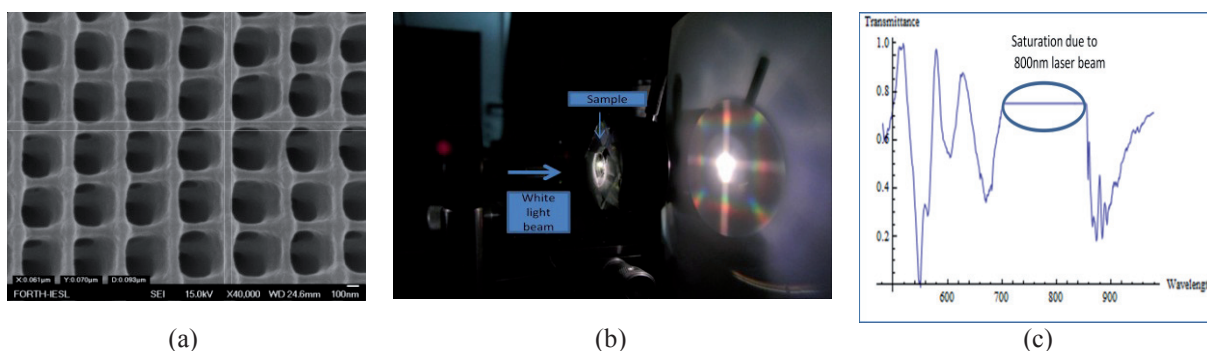 X:0.061µm Y:0.070µm D:0.093µm
FORTH-IESL SEI 15.0kV X40,000 WD 24.6mm 100nm
(a)
Sample
White
light
beam
(b)
Transmittance
Saturation due to
800nm laser beam
1.0
0.8
0.6
0.4
0.2
600 700 800 900
Waveleng
(c)